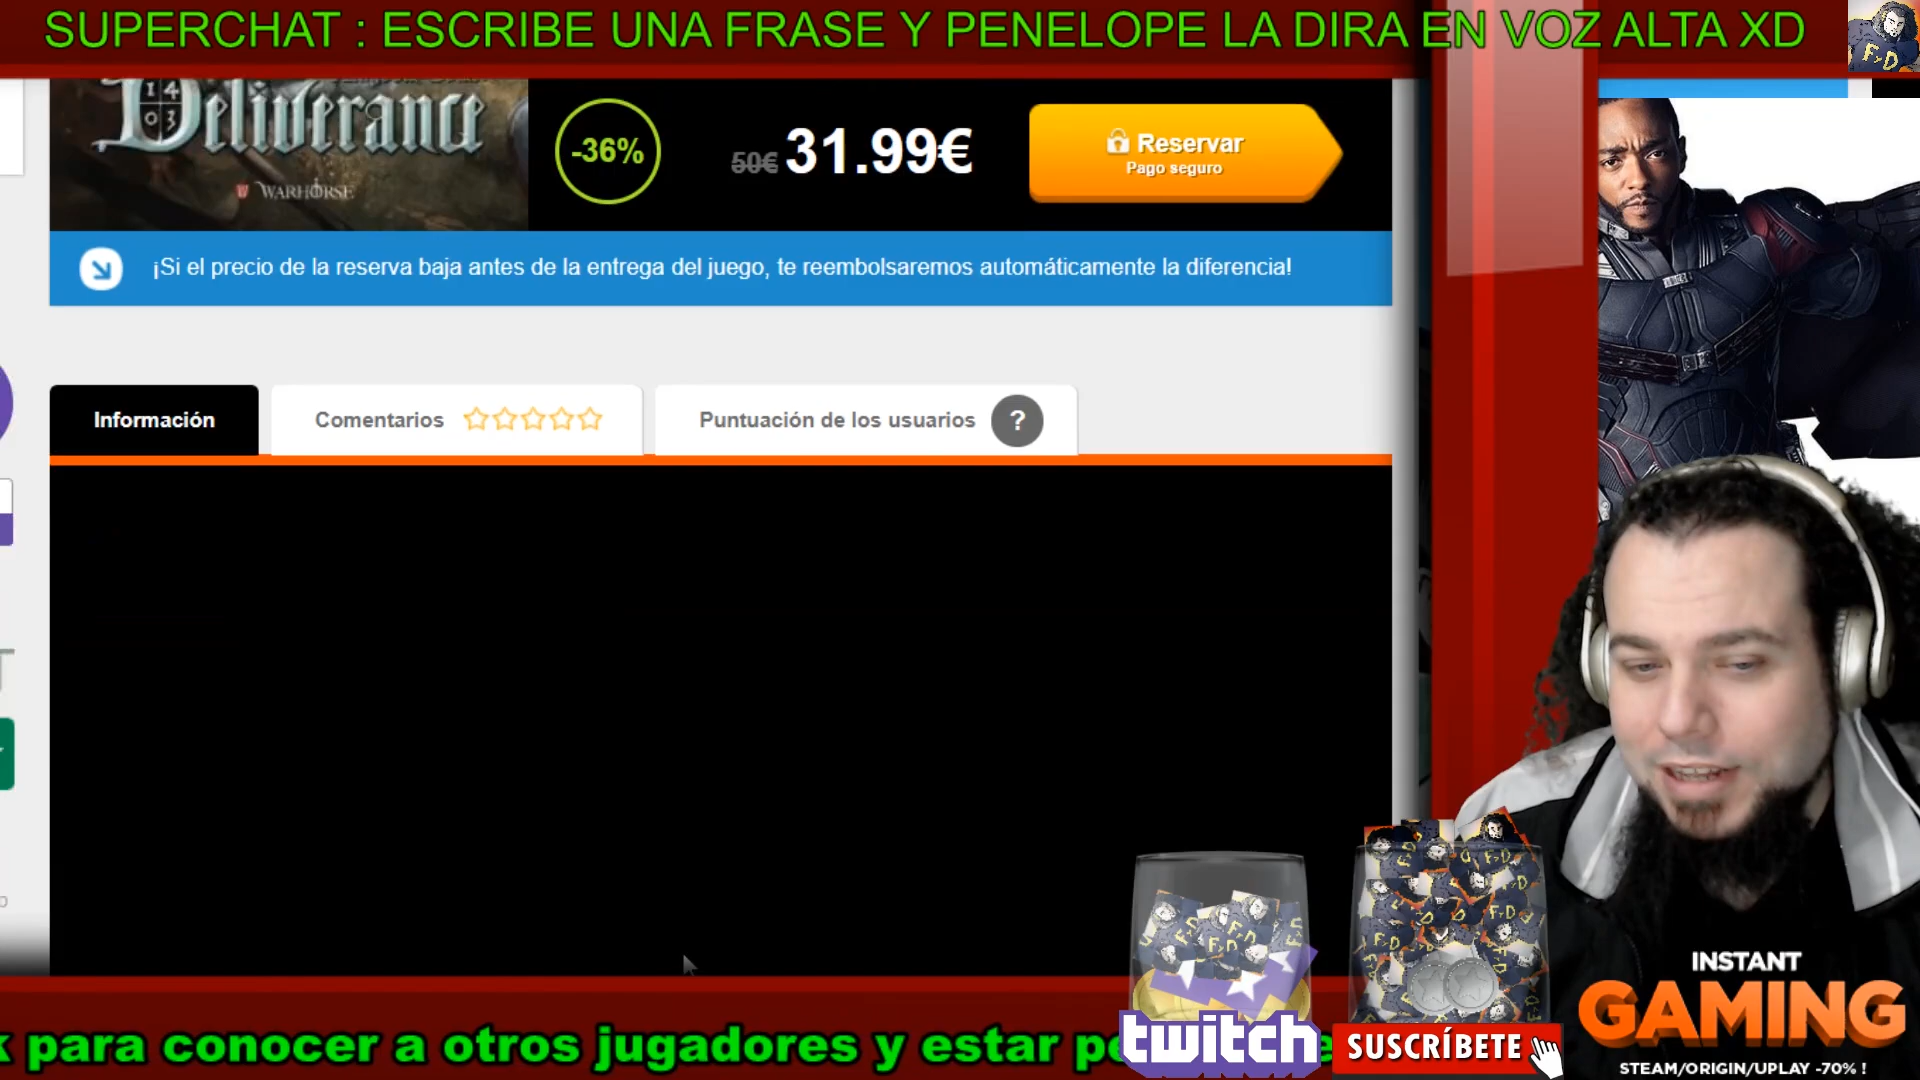 SUPERCHAT : ESCRIBE UNA FRASE Y PENELOPE LA DIRA EN VOZ ALTA XD
FyD
14
03
Deliverance
WARHORSE
-36%
50€ 31.99€
Reservar
Pago seguro
¡Si el precio de la reserva baja antes de la entrega del juego, te reembolsaremos automáticamente la diferencia!
Información
Comentarios
Puntuación de los usuarios ?
INSTANT
GAMING
STEAM/ORIGIN/UPLAY -70% !
k para conocer a otros jugadores y estar
twitch
SUSCRÍBETE